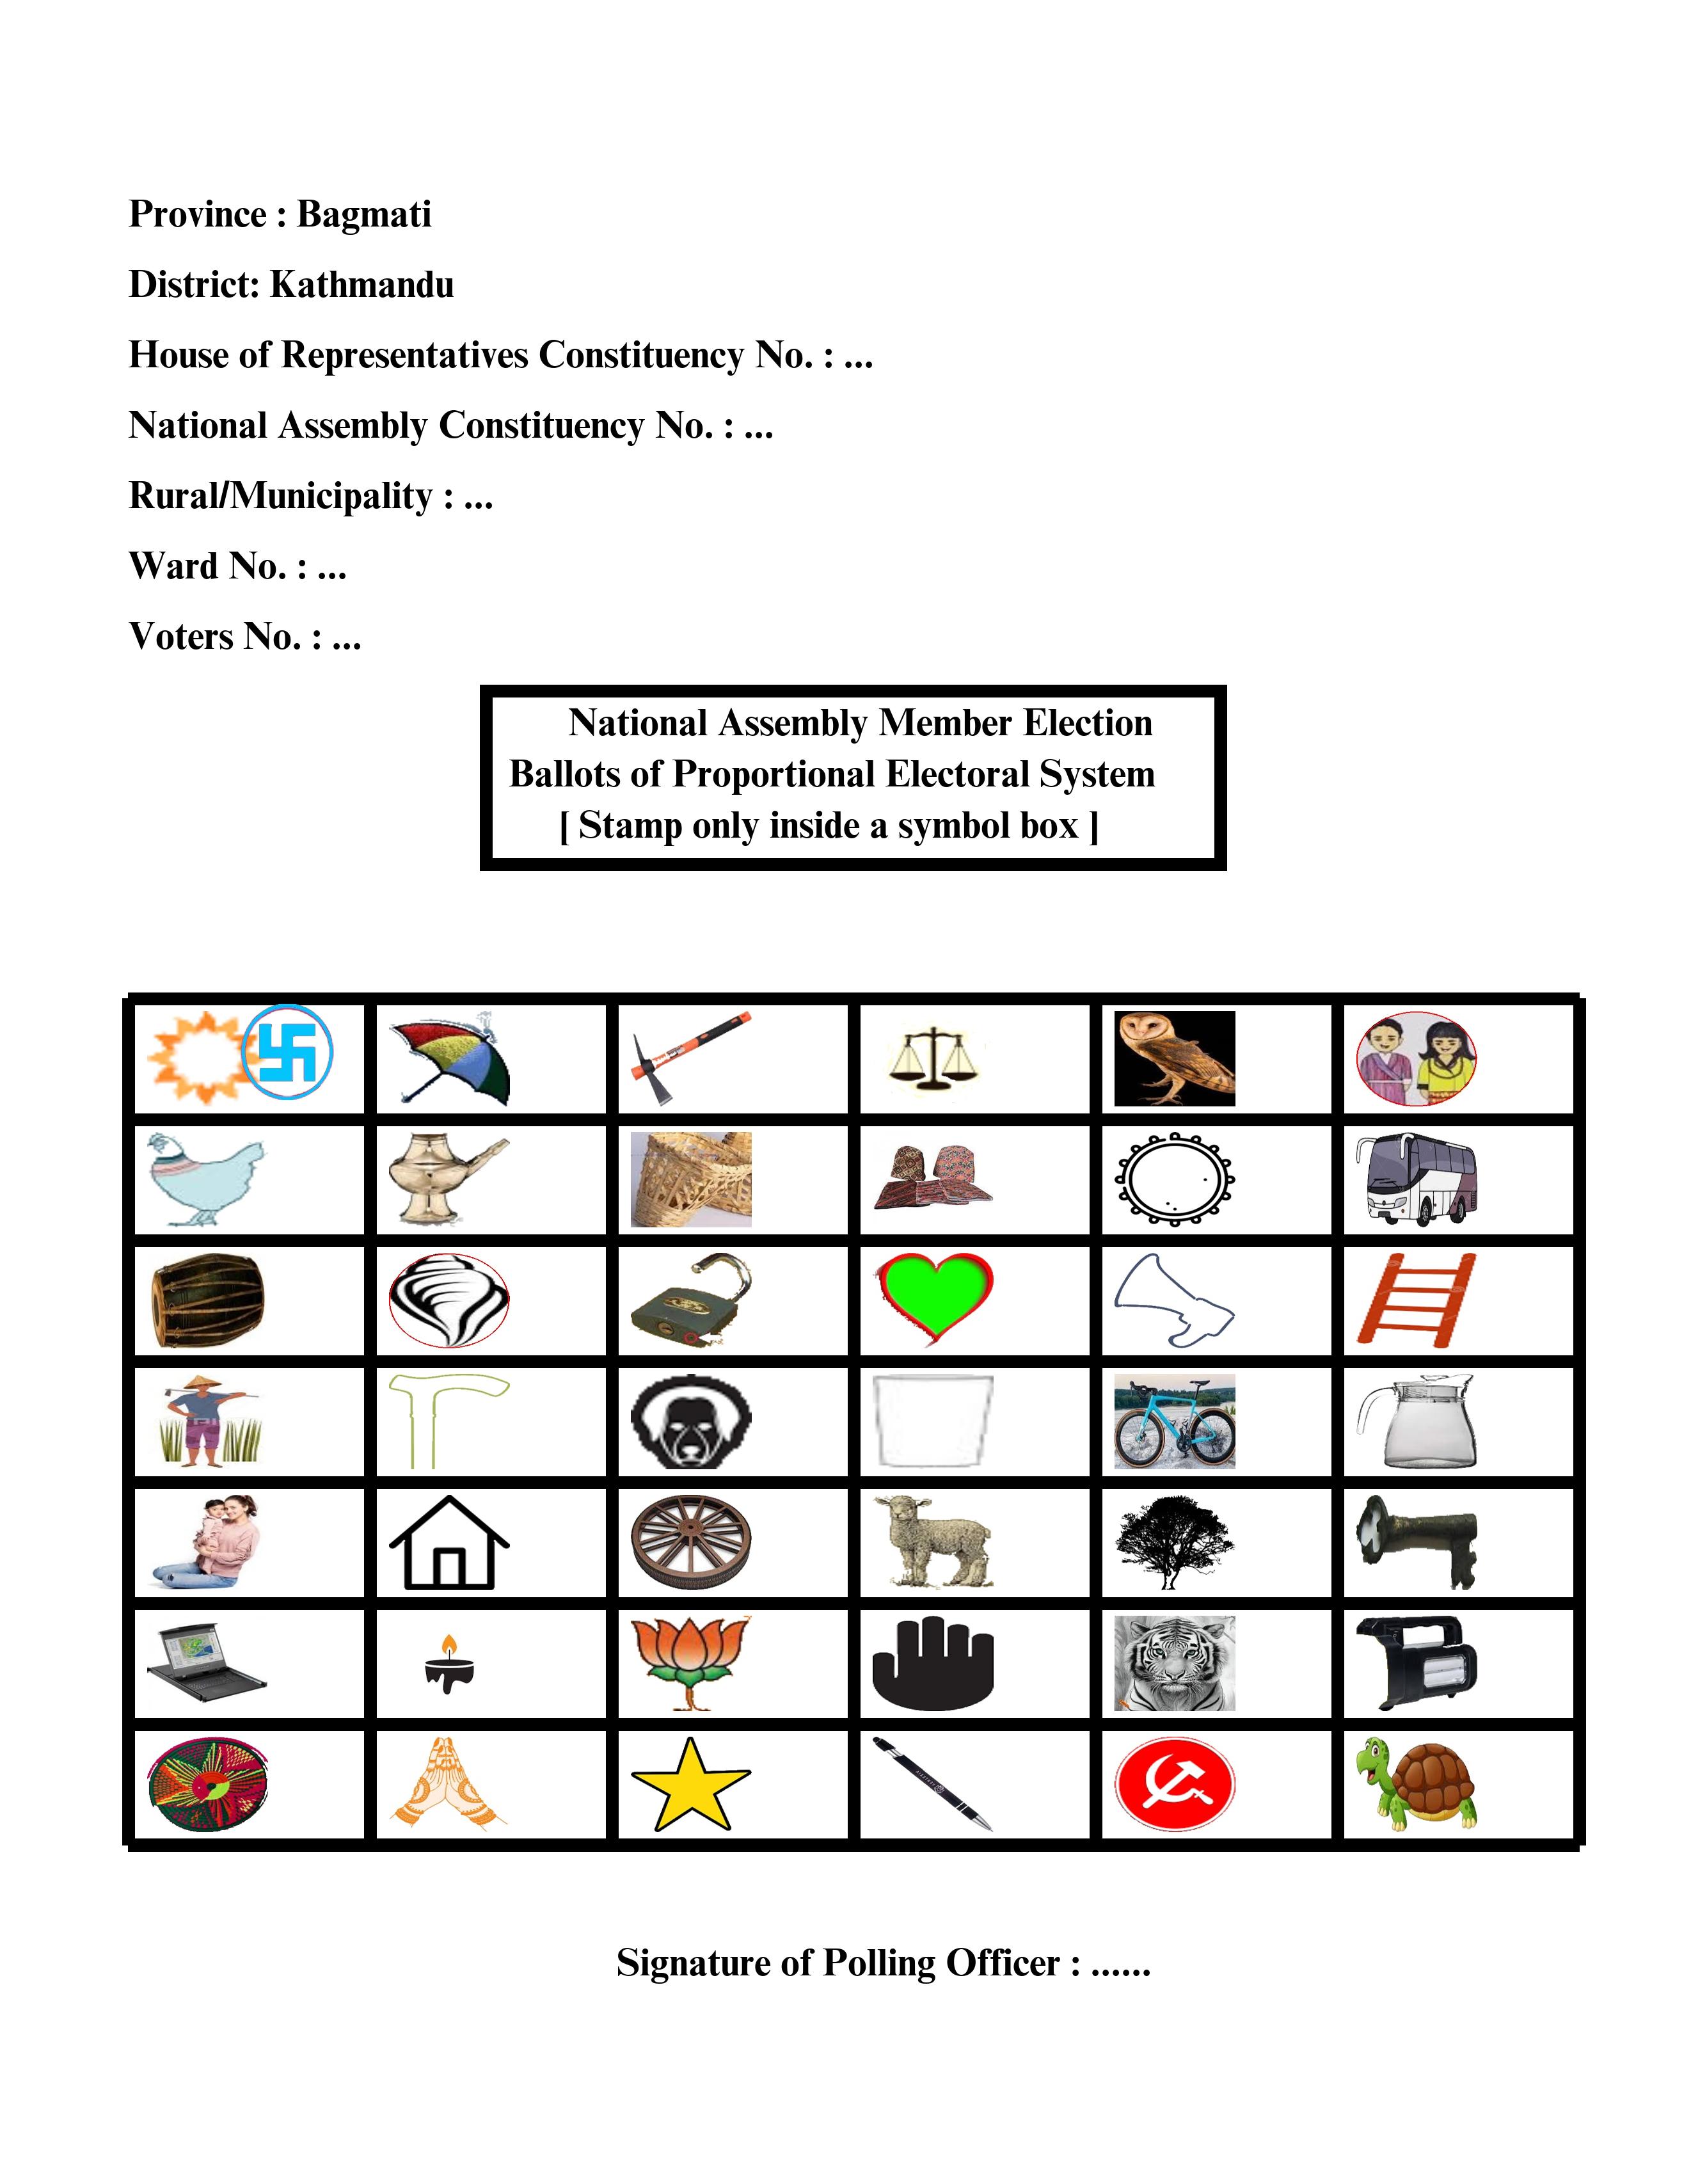 Province : Bagmati
District: Kathmandu
House of Representatives Constituency No. : ...
National Assembly Constituency No. : ...
Rural/Municipality : ...
Ward No. : ...
Voters No. : ...
National Assembly Member Election
Ballots of Proportional Electoral System
[ Stamp only inside a symbol box ]
Signature of Polling Officer : ......